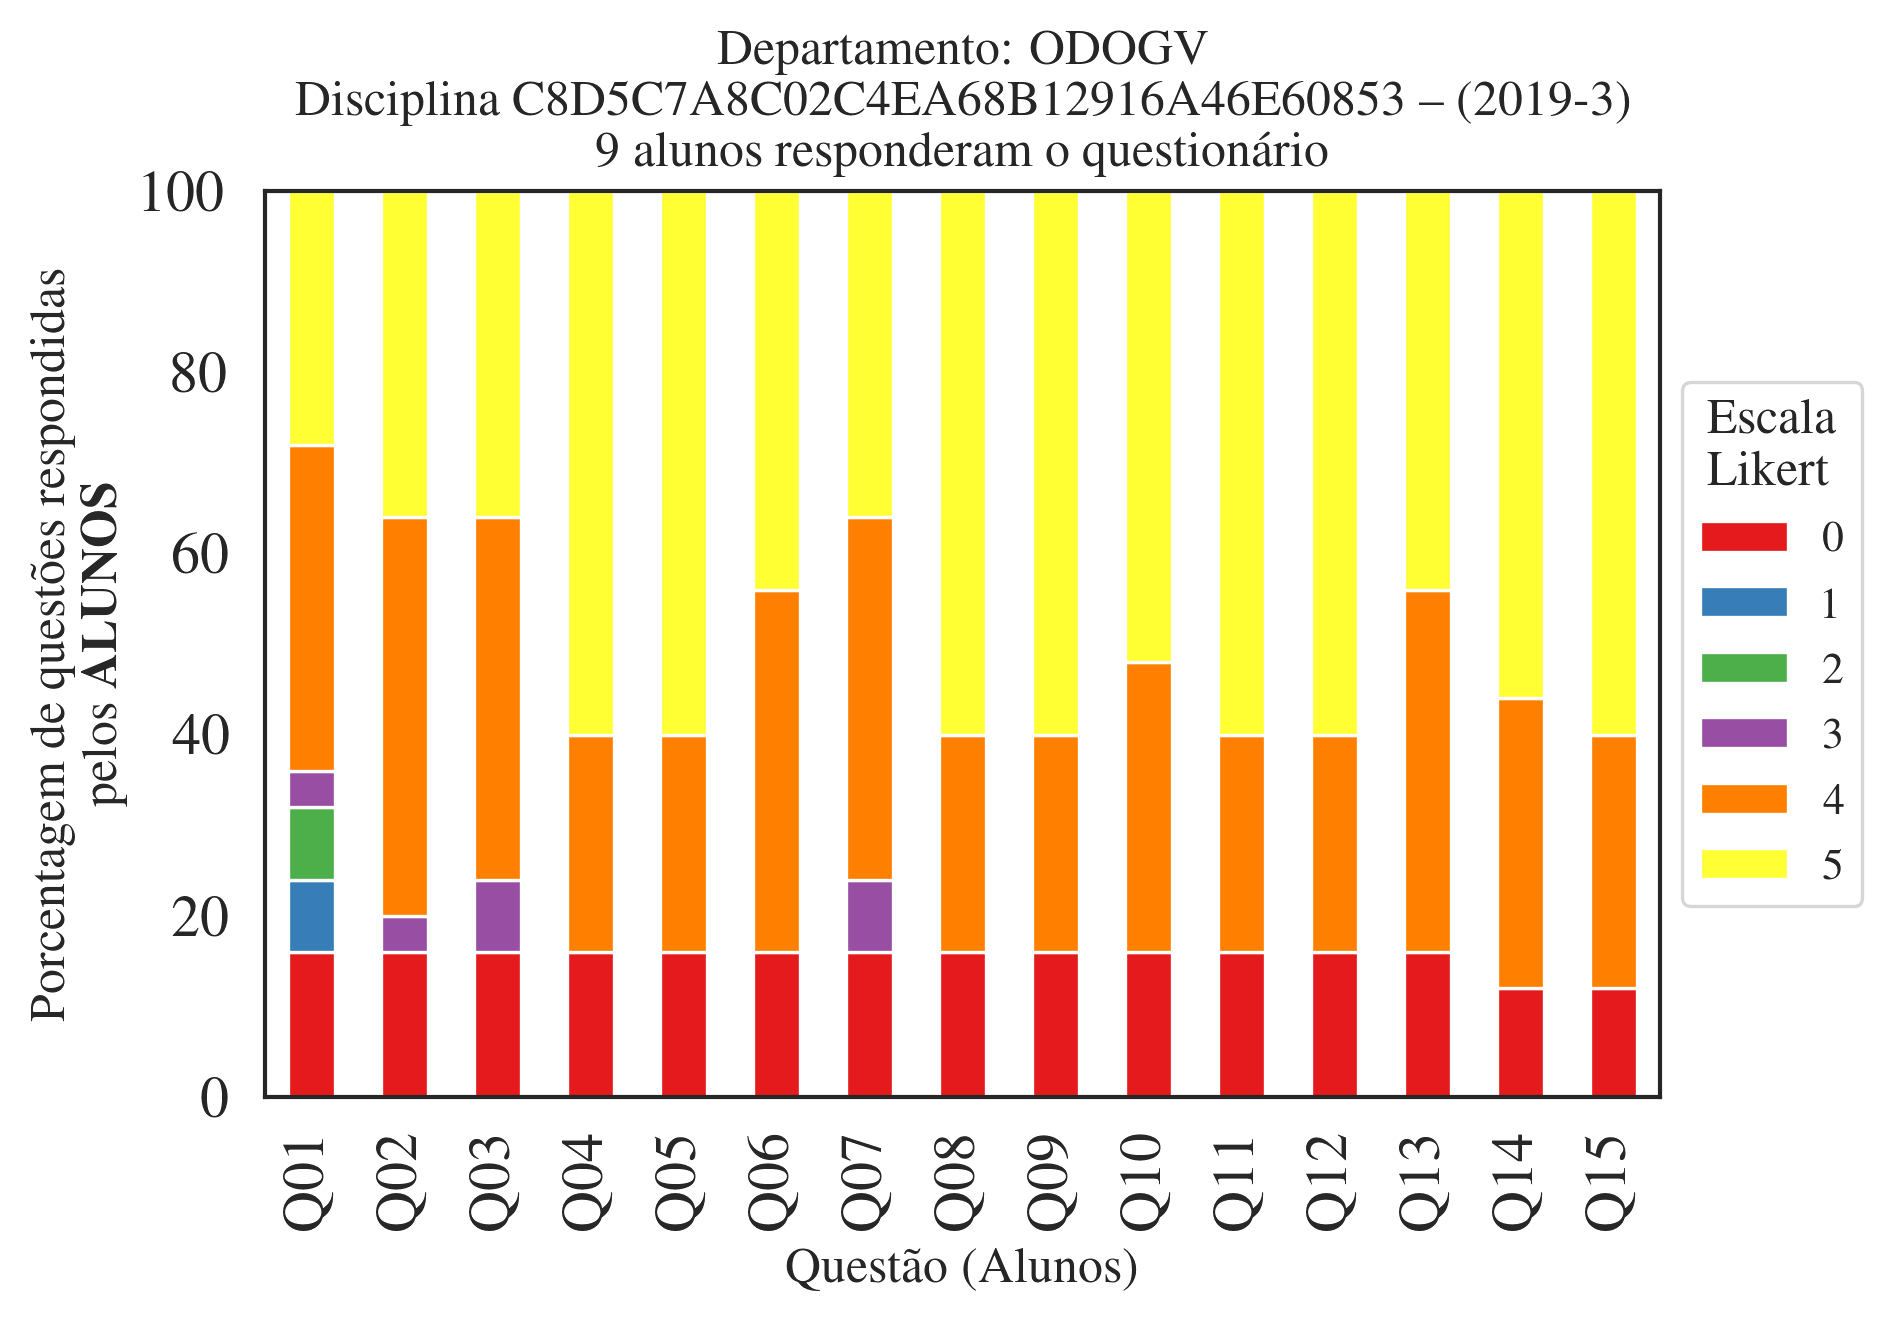 Departamento: ODOGV
Disciplina C8D5C7A8C02C4EA68B12916A46E60853 – (2019-3)
9 alunos responderam o questionário
Porcentagem de questões respondidas
pelos ALUNOS
100
80
60
40
20
0
Q01
Q02
Q03
Q04
Q05
Q06
Q07
Q08
Q09
Q10
Q11
Q12
Q13
Q14
Q15
Questão (Alunos)
Escala
Likert
0
1
2
3
4
5